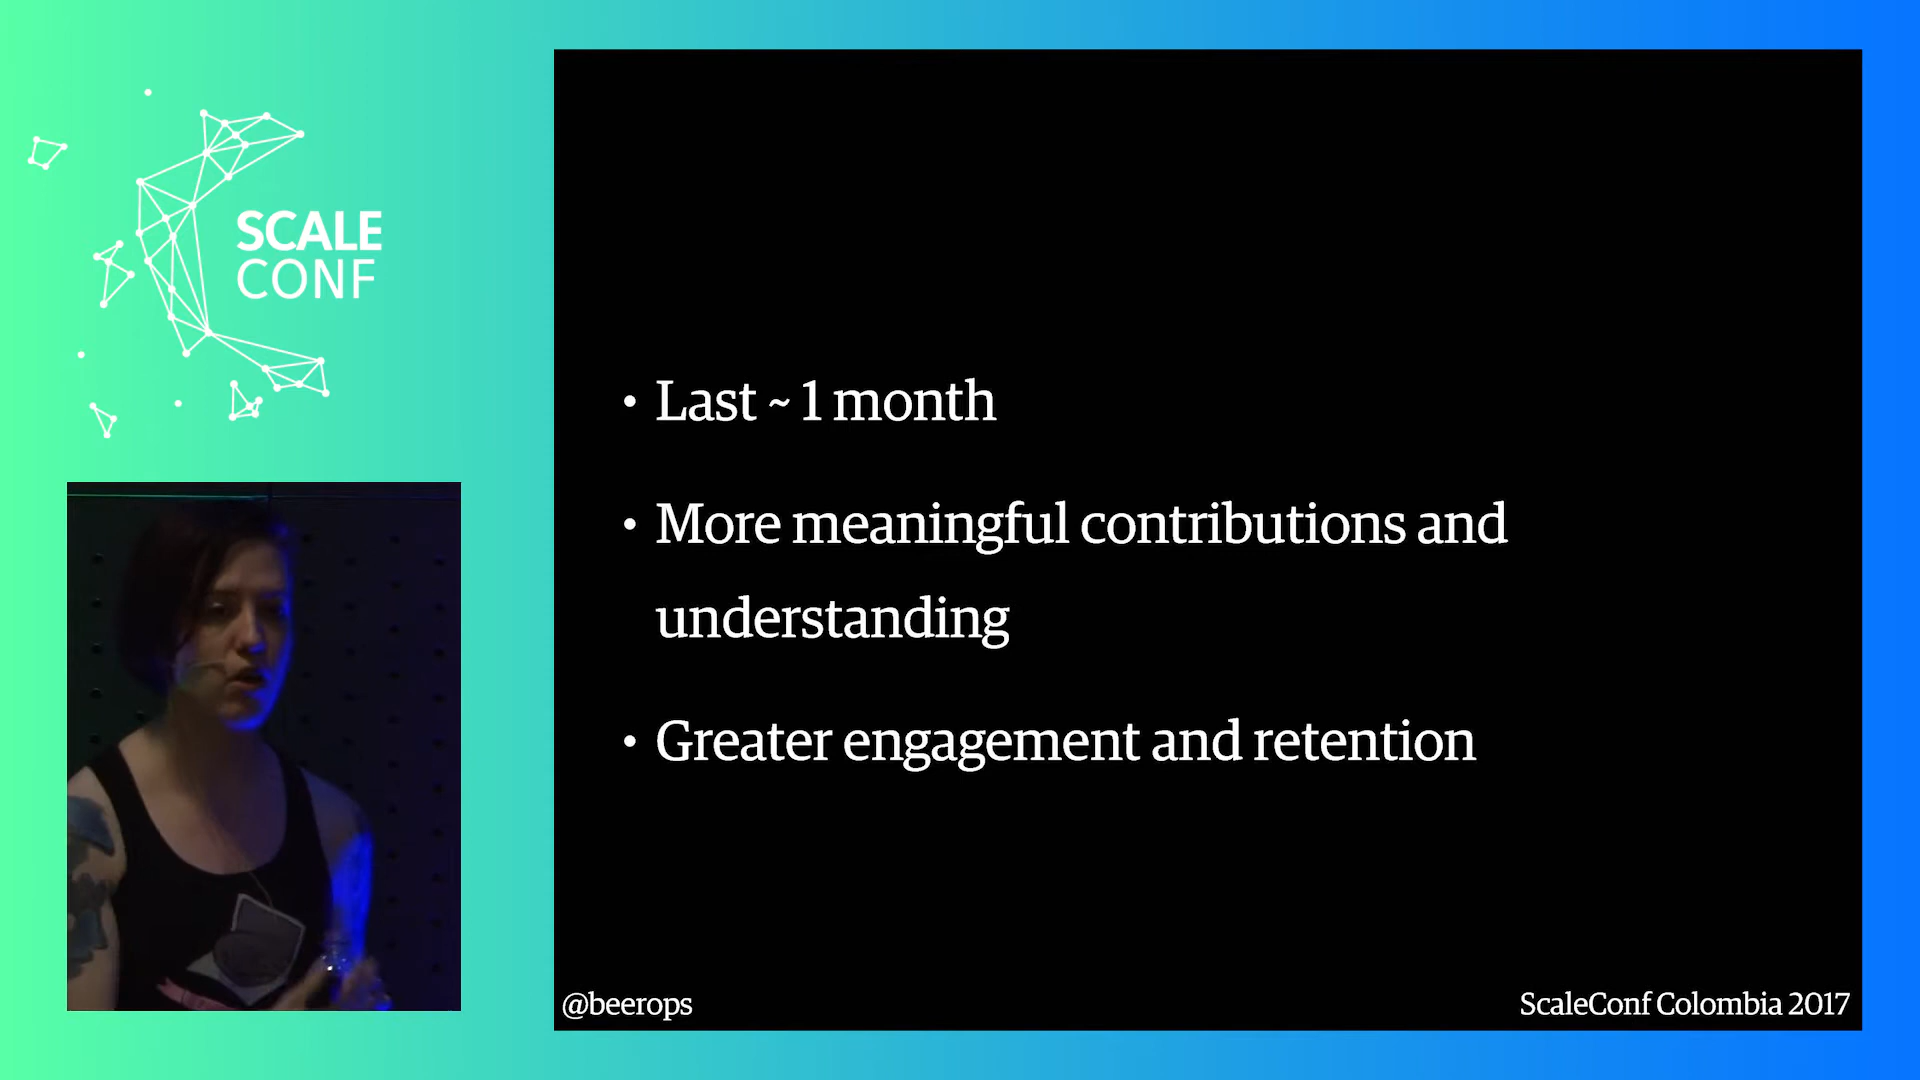 SCALE
CONF
• Last ~ 1 month
• More meaningful contributions and
understanding
• Greater engagement and retention
@beerops
ScaleConf Colombia 2017